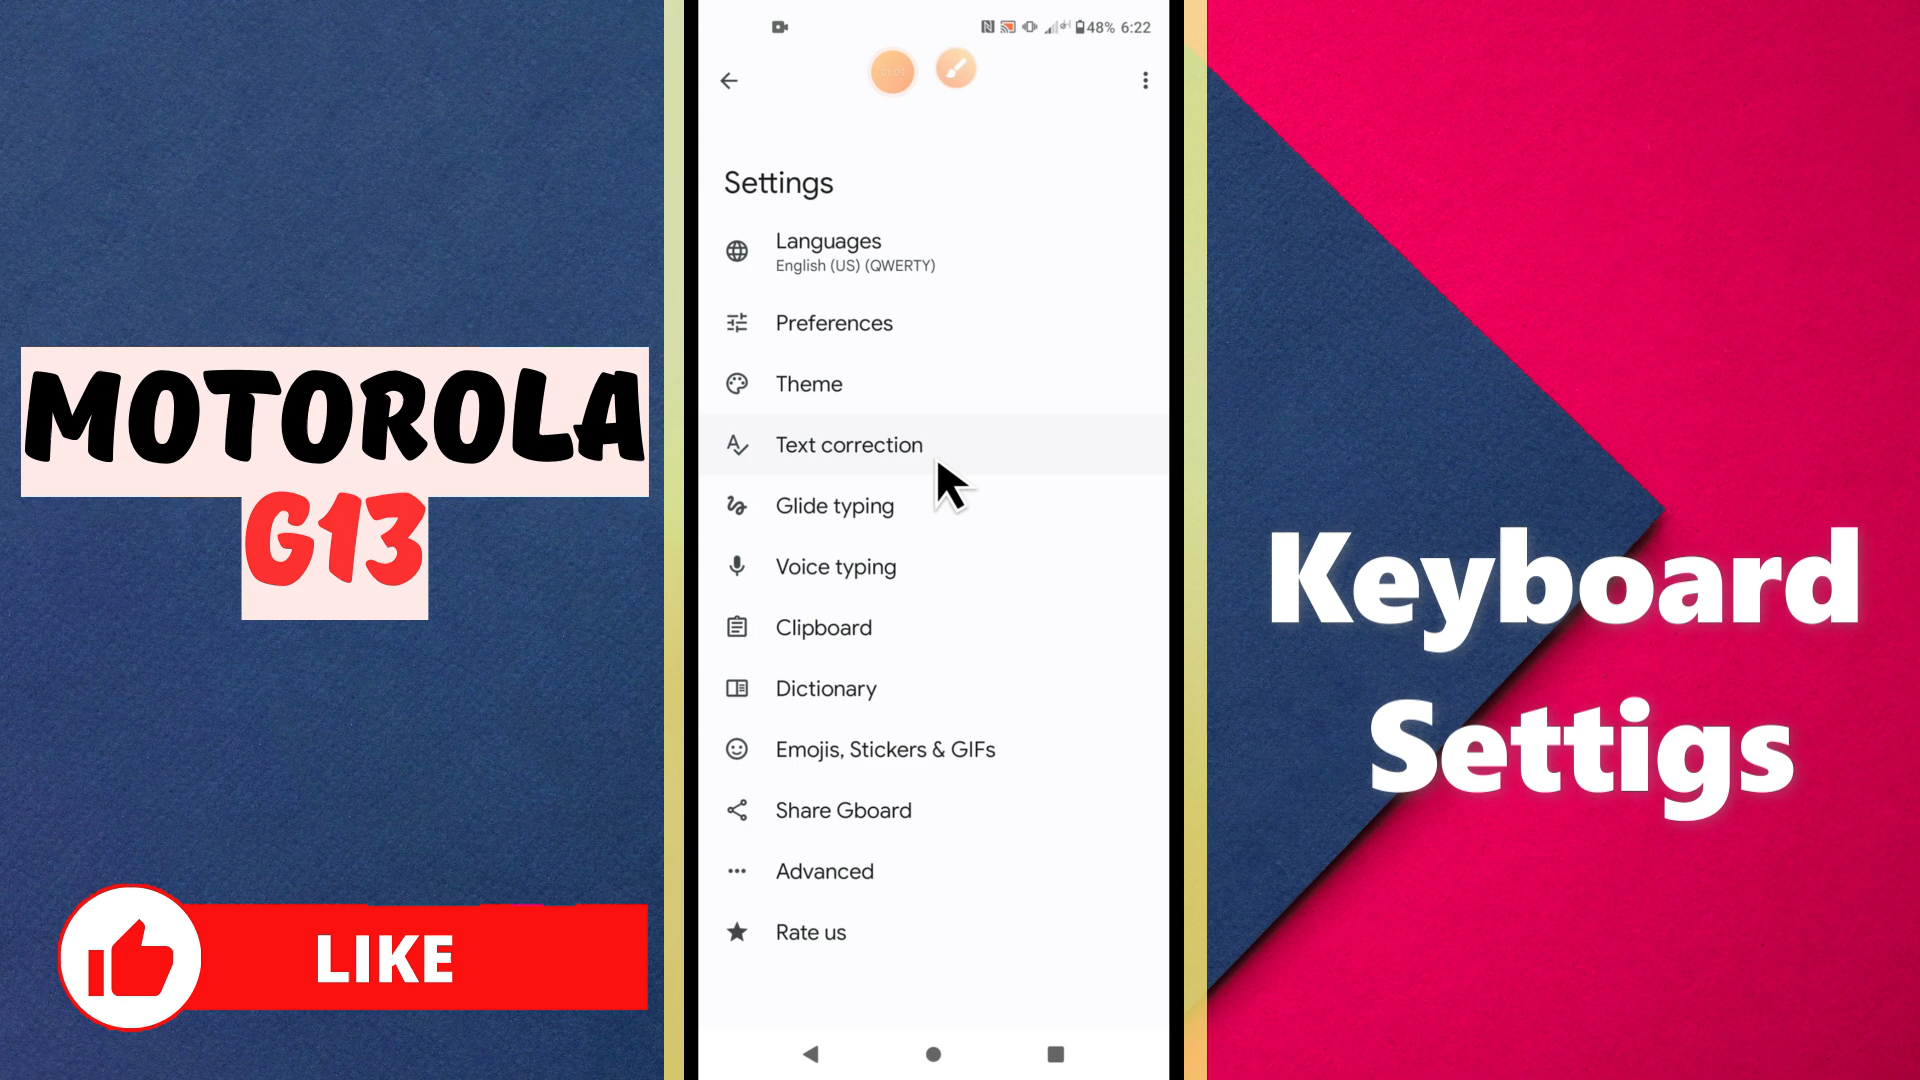 48% 6:22
Settings
Languages
English (US) (QWERTY)
Preferences
Theme
Text correction
Glide typing
Voice typing
Clipboard
Dictionary
Emojis, Stickers & GIFs
Share Gboard
Advanced
Rate us
MOTOROLA
G13
LIKE
Keyboard
Settigs